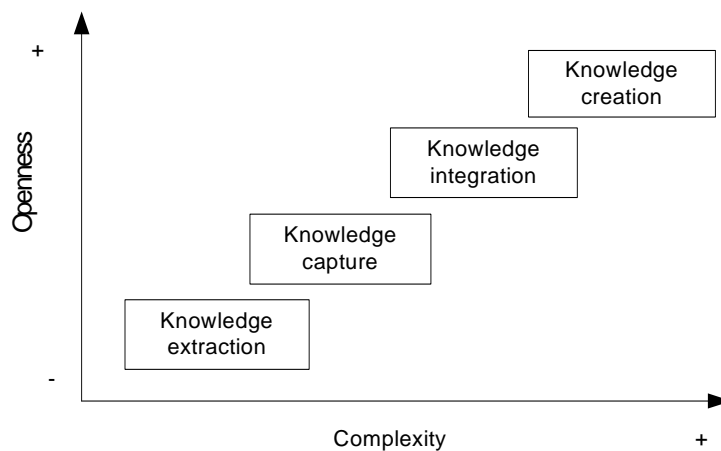 +
Knowledge
creation
Knowledge
integration
Openness
Knowledge
capture
Knowledge
extraction
-
Complexity
+